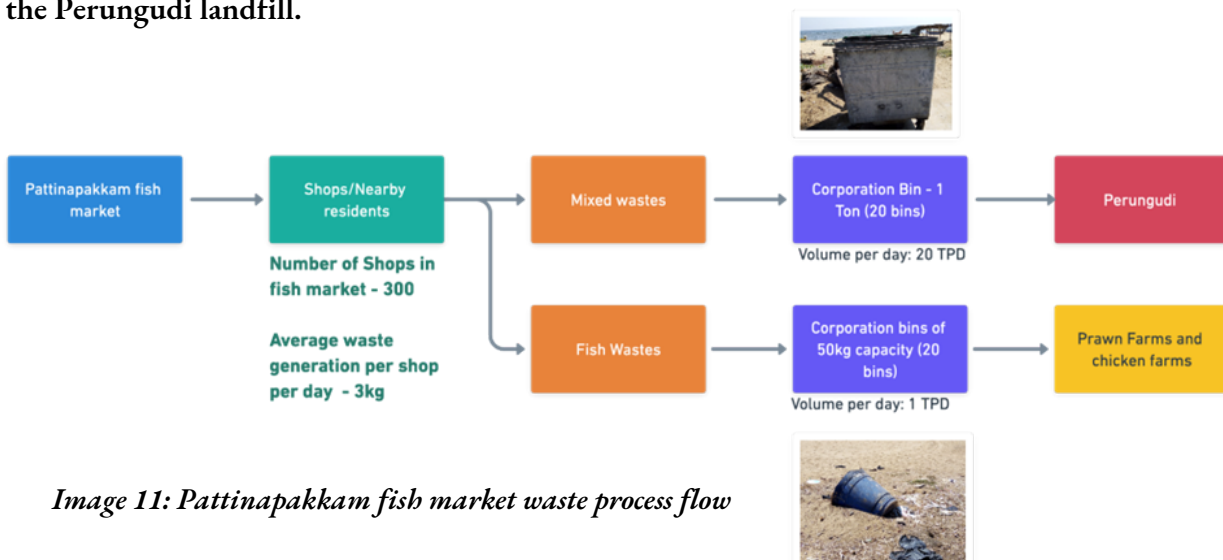 the Perungudi landfill.
Pattinapakkam fish
market
Shops/Nearby
residents
Mixed wastes
Corporation Bin - 1
Ton (20 bins)
Perungudi
Volume per day: 20 TPD
Number of Shops in
fish market - 300
Average waste
generation per shop
per day - 3kg
Fish Wastes
Corporation bins of
50kg capacity (20
bins)
Prawn Farms and
chicken farms
Volume per day: 1 TPD
Image 11: Pattinapakkam fish market waste process flow